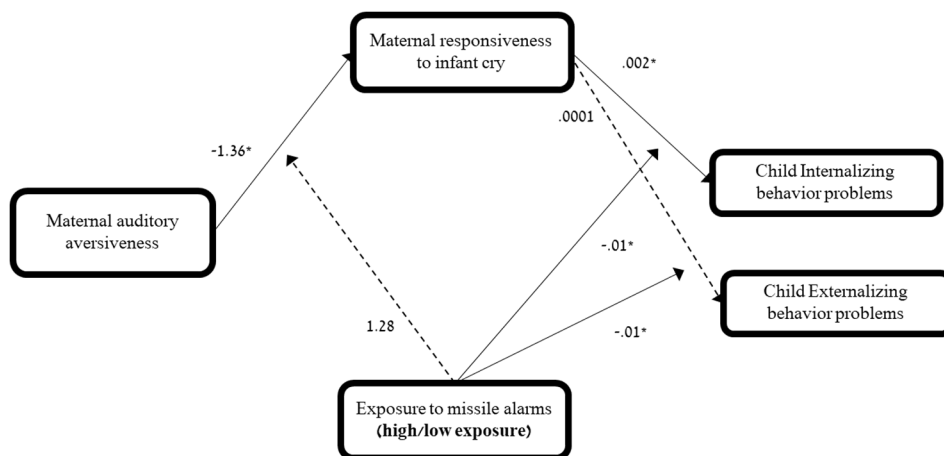 Maternal responsiveness
to infant cry
.002*
.0001
-1.36*
Child Internalizing
behavior problems
Maternal auditory
aversiveness
-.01*
Child Externalizing
behavior problems
1.28
-.01*
Exposure to missile alarms
(high/low exposure)